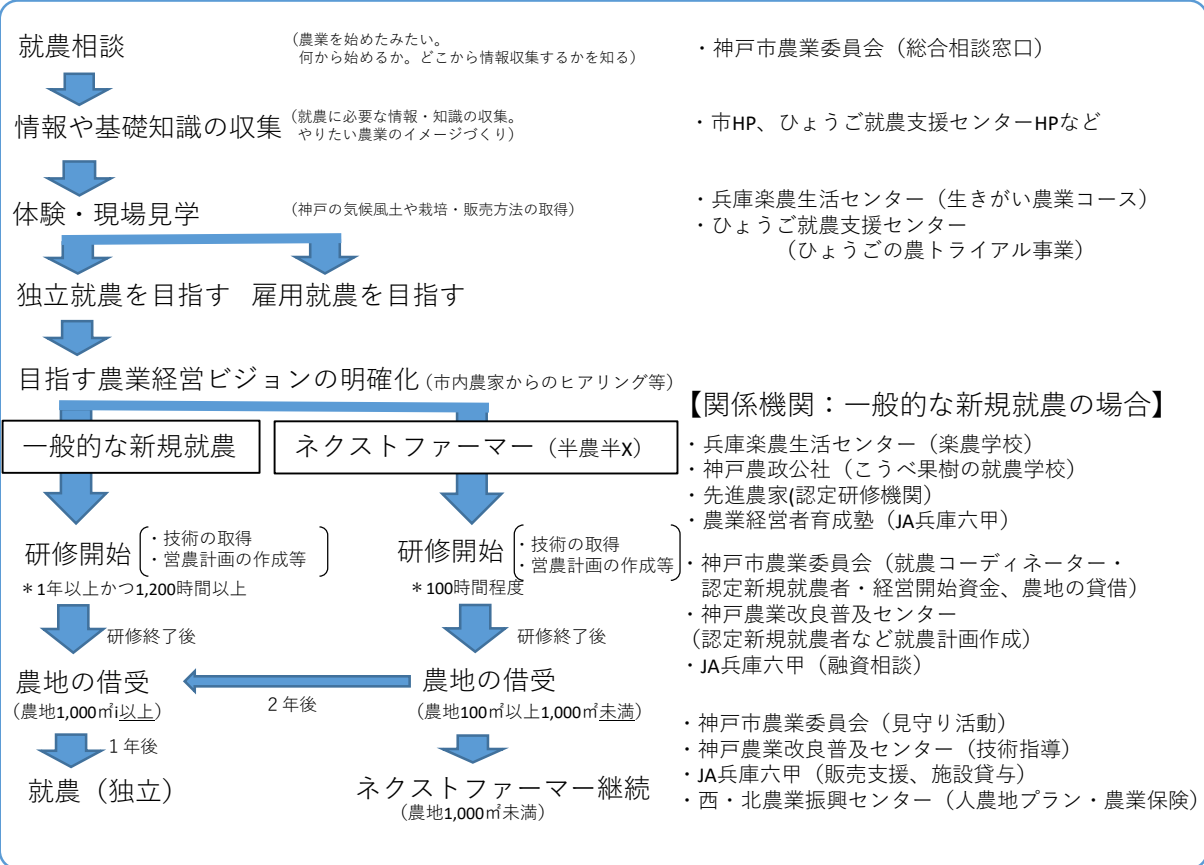 就農相談
（農業を始めたみたい。
何から始めるか。どこから情報収集するかを知る）
・神戸市農業委員会（総合相談窓口）
情報や基礎知識の収集
（就農に必要な情報・知識の収集。
やりたい農業のイメージづくり）
・市HP、ひょうご就農支援センターHPなど
体験・現場見学
（神戸の気候風土や栽培・販売方法の取得）
・兵庫楽農生活センター（生きがい農業コース）
・ひょうご就農支援センター
（ひょうごの農トライアル事業）
独立就農を目指す
雇用就農を目指す
目指す農業経営ビジョンの明確化（市内農家からのヒアリング等）
一般的な新規就農
ネクストファーマー（半農半X）
【関係機関：一般的な新規就農の場合】
・兵庫楽農生活センター（楽農学校）
・神戸農政公社（こうべ果樹の就農学校）
・先進農家(認定研修機関）
・農業経営者育成塾（JA兵庫六甲）
研修開始
・技術の取得
・営農計画の作成等
＊1年以上かつ1,200時間以上
研修開始
・技術の取得
・営農計画の作成等
＊100時間程度
・神戸市農業委員会（就農コーディネーター・
認定新規就農者・経営開始資金、農地の貸借）
・神戸農業改良普及センター
（認定新規就農者など就農計画作成）
・JA兵庫六甲（融資相談）
研修終了後
研修終了後
農地の借受
（農地1,000㎡i以上）
２年後
農地の借受
（農地100㎡以上1,000㎡未満）
１年後
就農（独立）
ネクストファーマー継続
（農地1,000㎡未満）
・神戸市農業委員会（見守り活動）
・神戸農業改良普及センター（技術指導）
・JA兵庫六甲（販売支援、施設貸与）
・西・北農業振興センター（人農地プラン・農業保険）